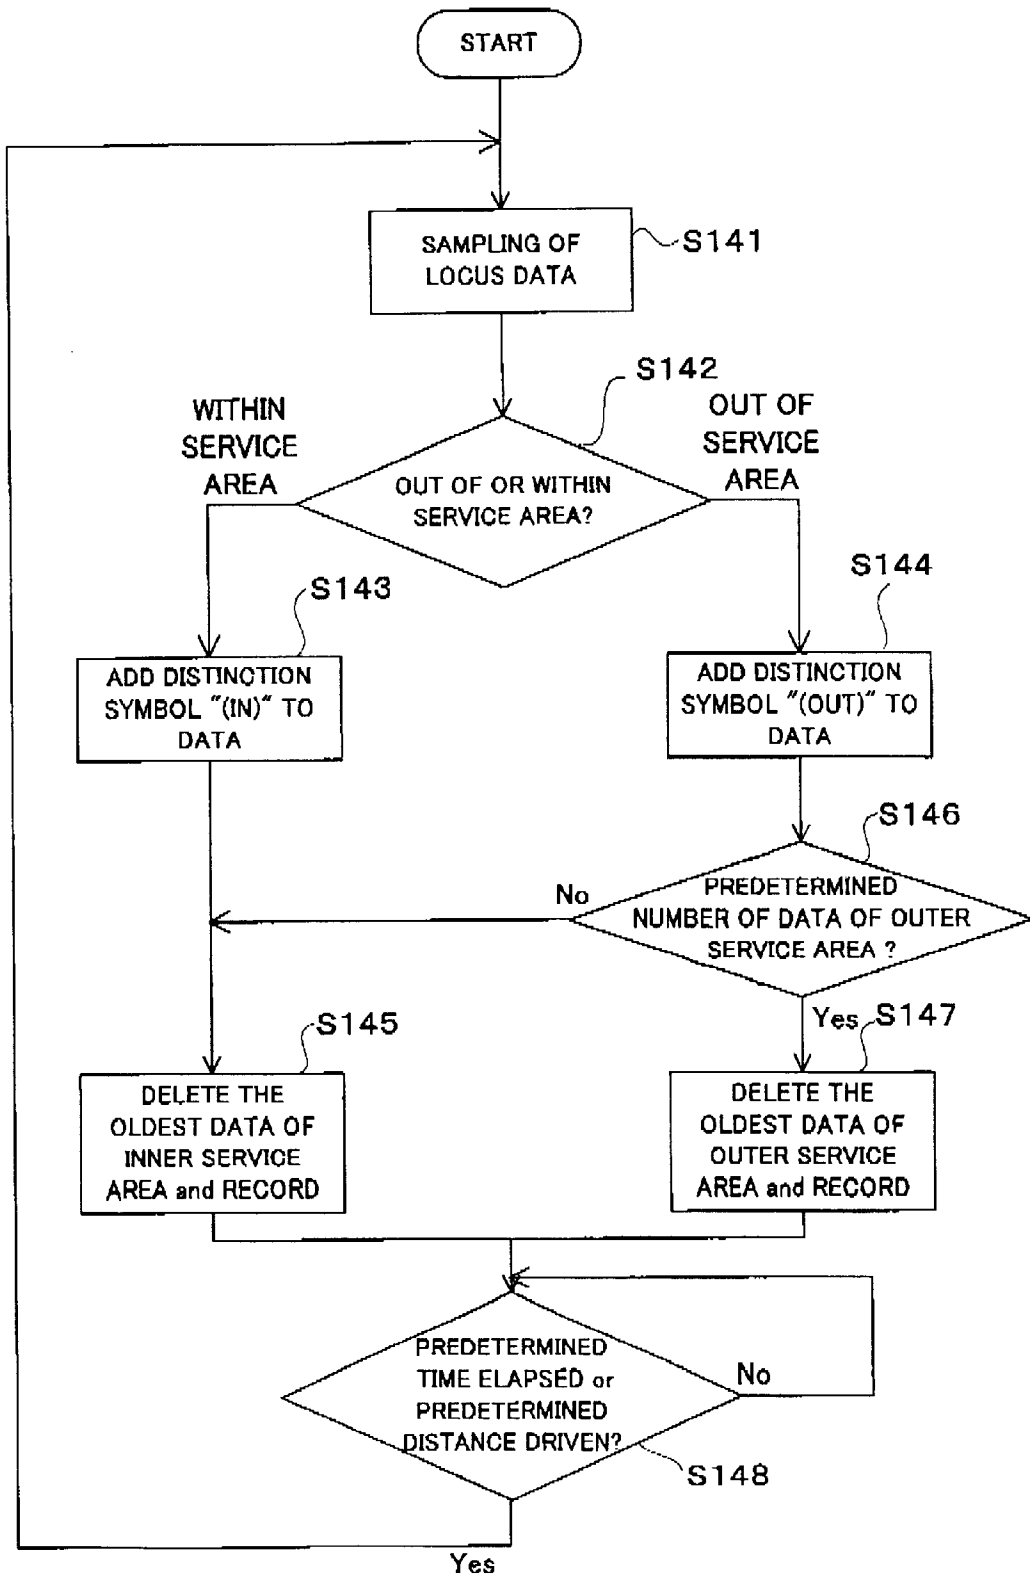 START
SAMPLING OF
LOCUS DATA
S141
S142
WITHIN
SERVICE
AREA
OUT OF
SERVICE
AREA
OUT OF OR WITHIN
SERVICE AREA?
S143
S144
ADD DISTINCTION
SYMBOL "(IN)" TO
DATA
ADD DISTINCTION
SYMBOL "(OUT)" TO
DATA
S146
No
PREDETERMINED
NUMBER OF DATA OF OUTER
SERVICE AREA ?
Yes
S145
S147
DELETE THE
OLDEST DATA OF
INNER SERVICE
AREA and RECORD
DELETE THE
OLDEST DATA OF
OUTER SERVICE
AREA and RECORD
PREDETERMINED
TIME ELAPSED or
PREDETERMINED
DISTANCE DRIVEN?
No
S148
Yes